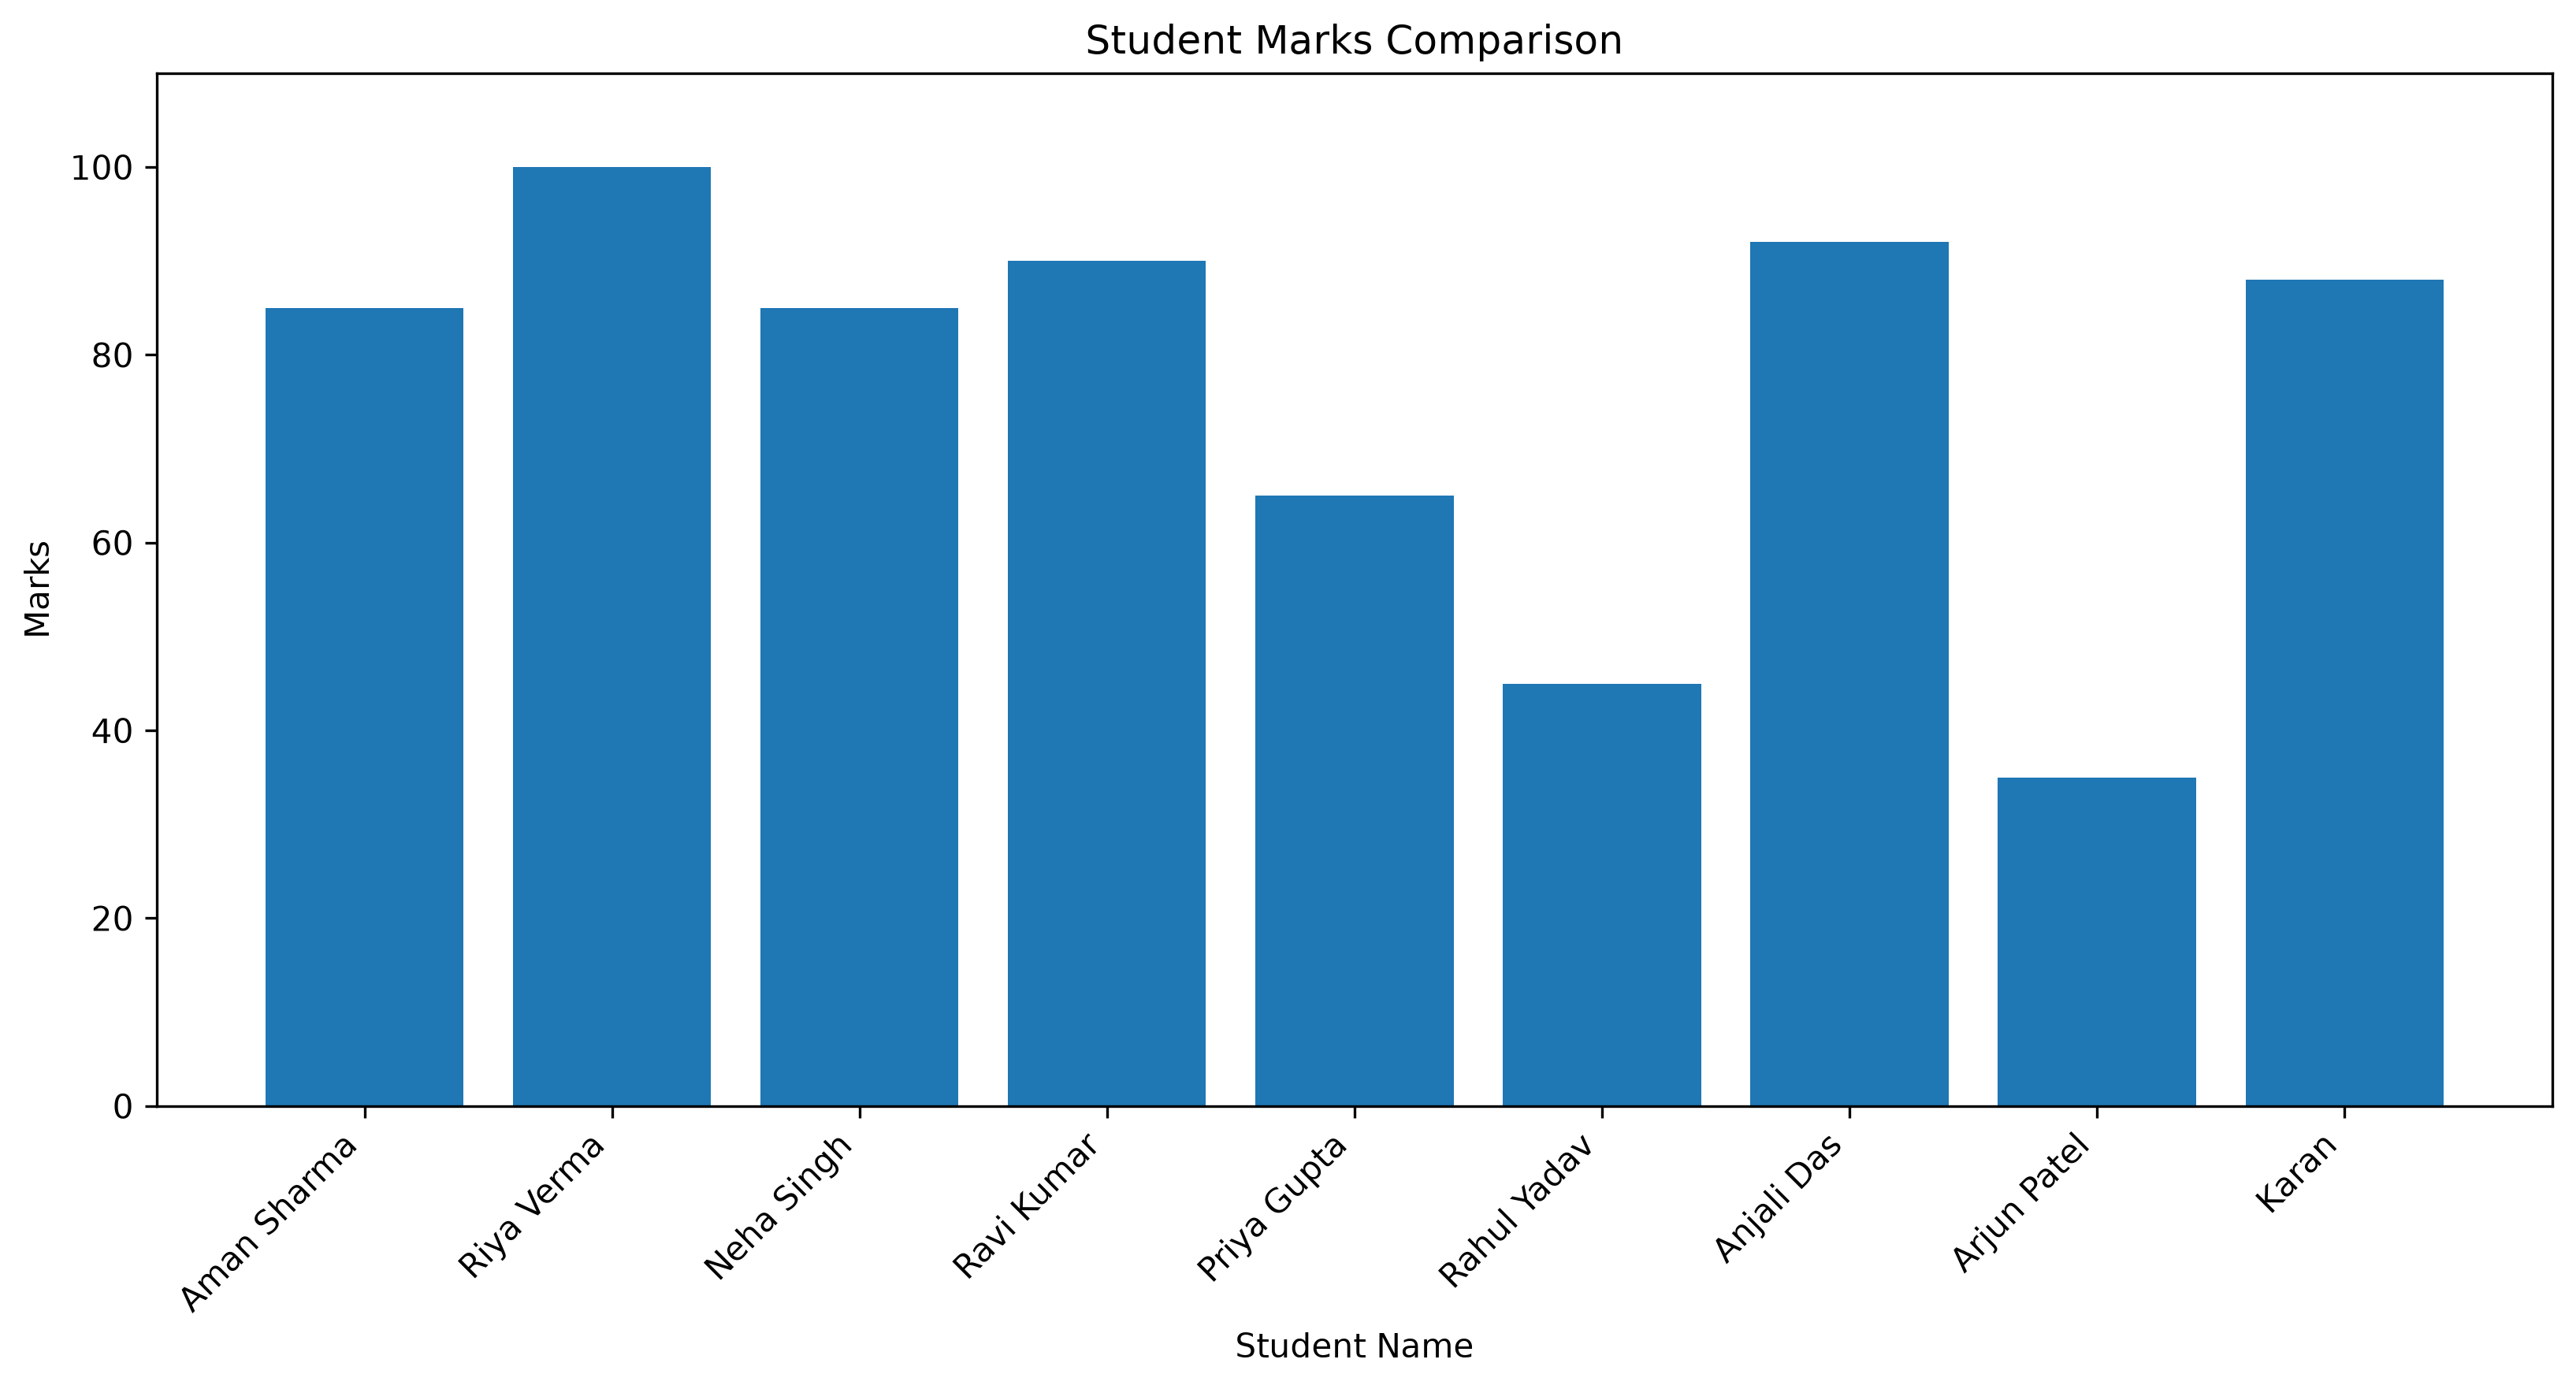 Student Marks Comparison
100
80
60
40
20
0
Marks
Aman Sharma
Riya Verma
Neha Singh
Ravi Kumar
Priya Gupta
Rahul Yadav
Anjali Das
Arjun Patel
Karan
Student Name